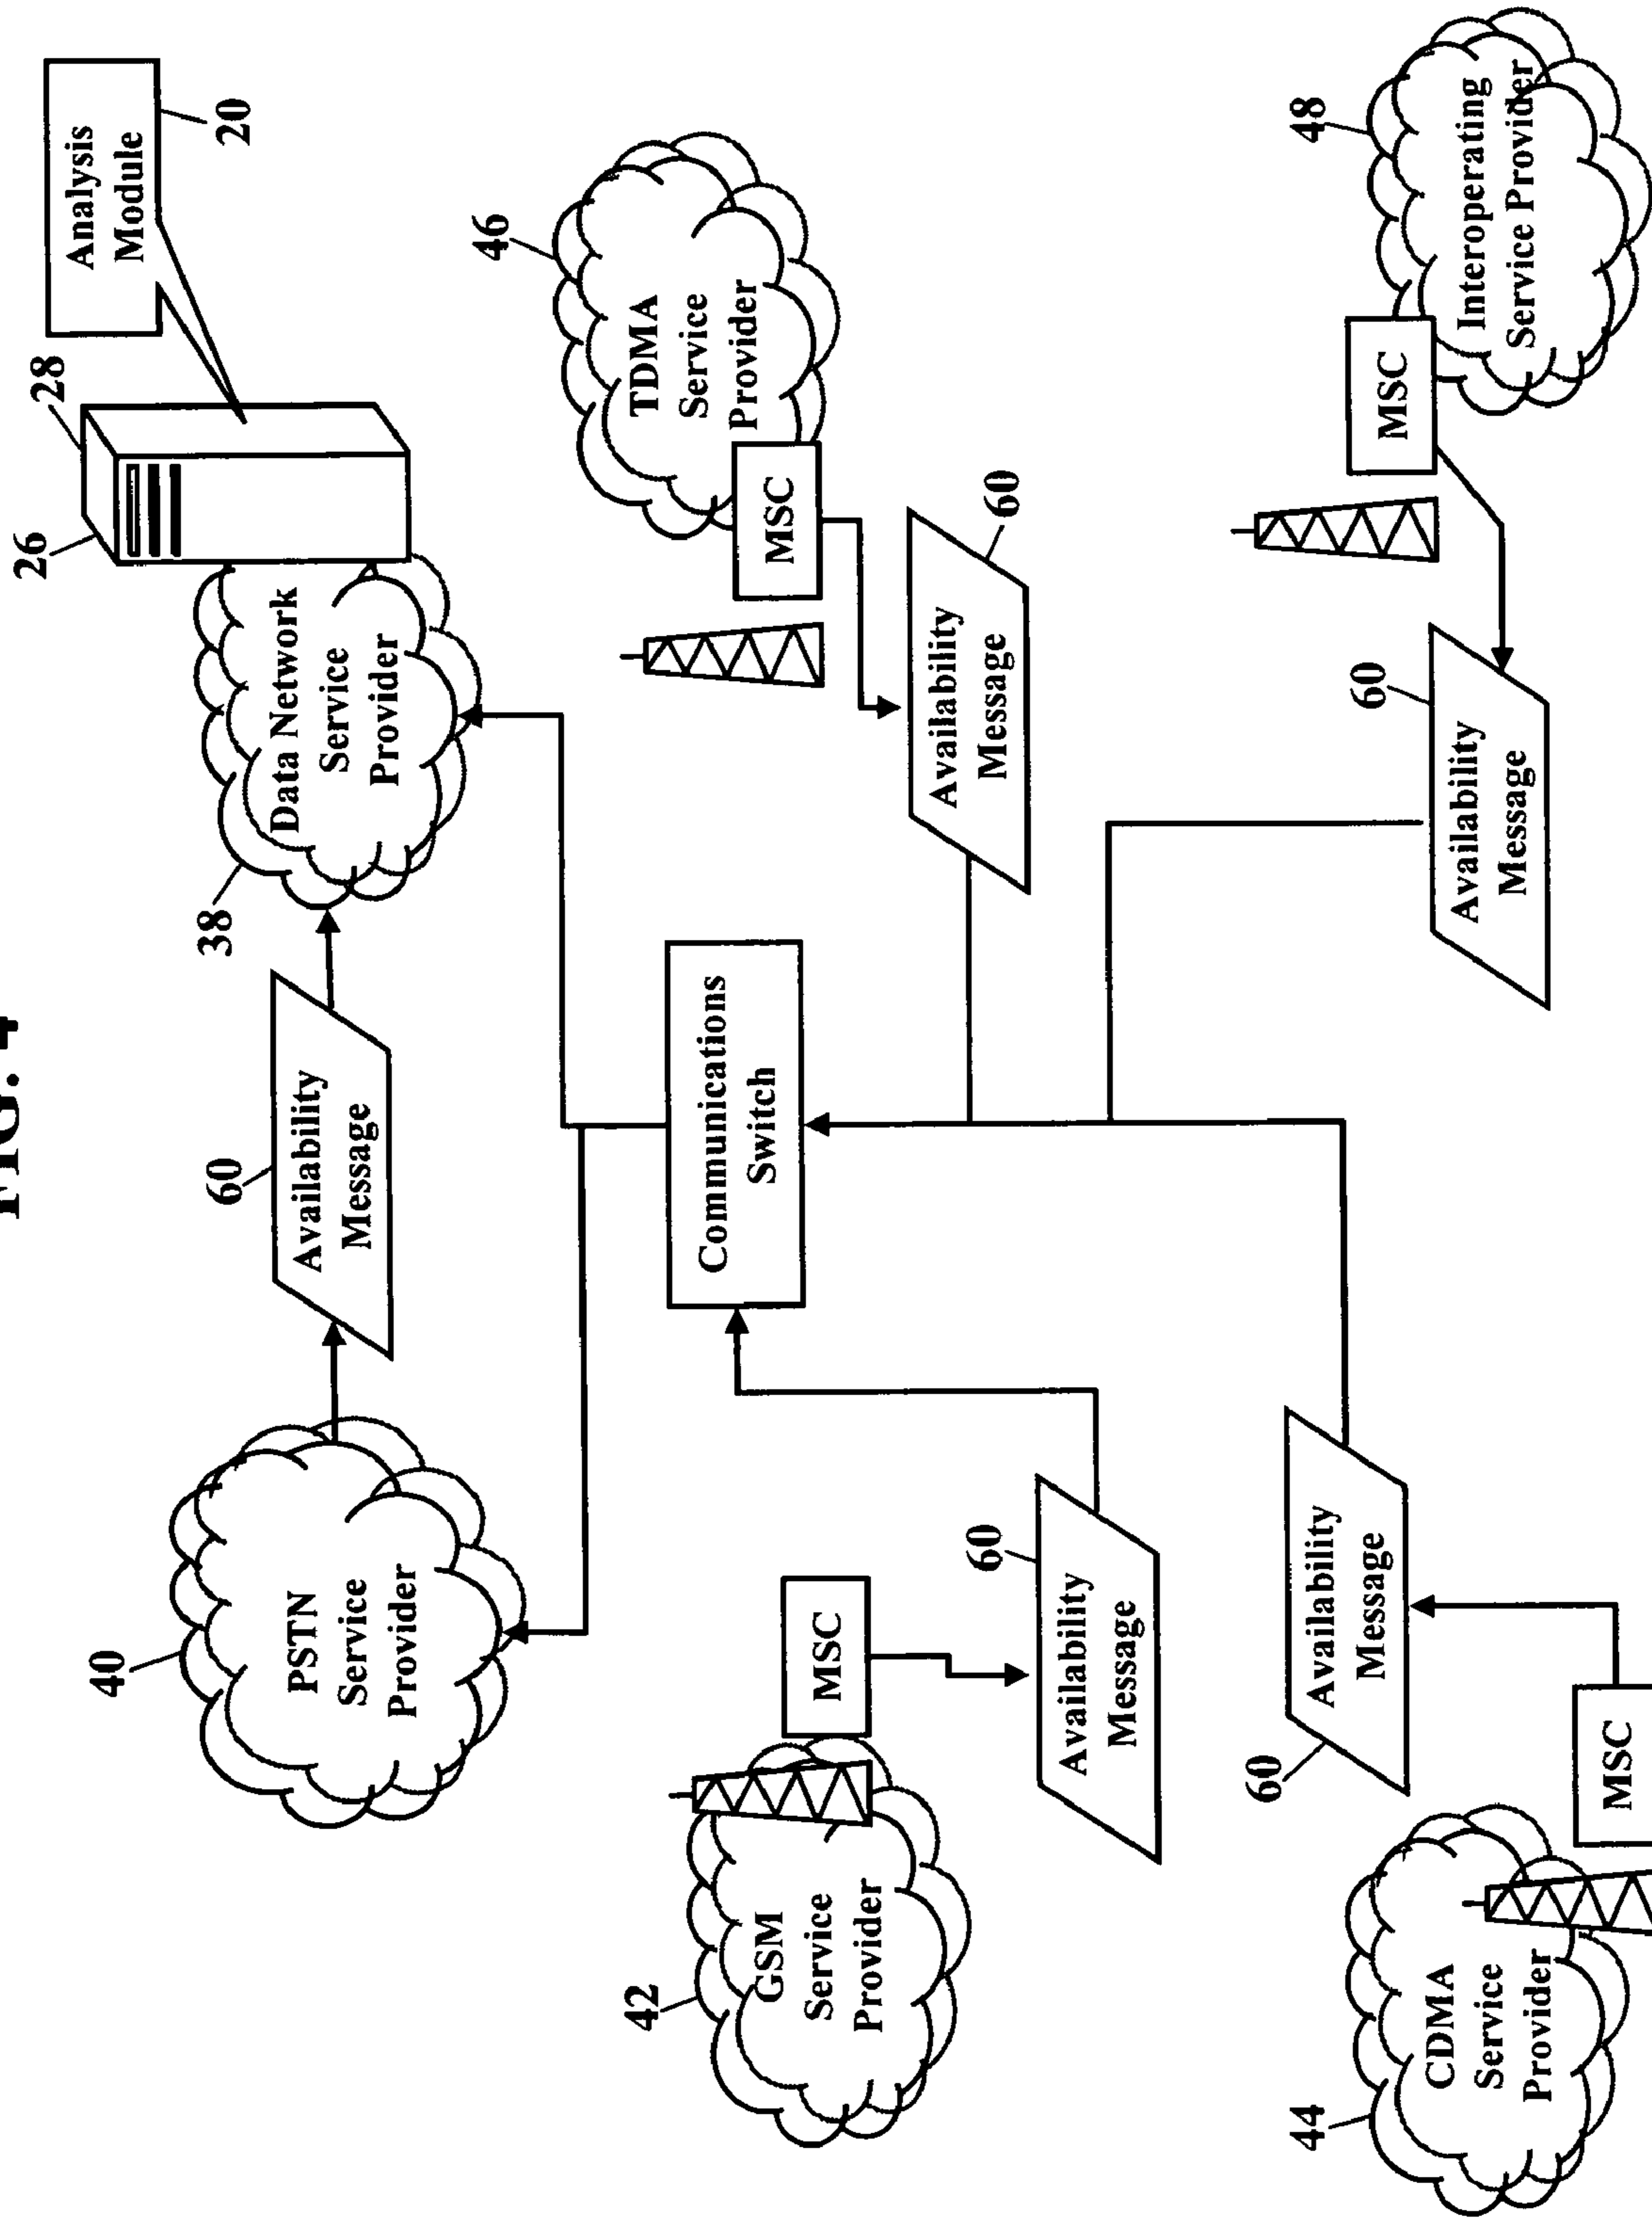 FIG. 4
26
28
Analysis
Module
20
40
PSTN
Service
Provider
60
Availability
Message
38
Data Network
Service
Provider
46
TDMA
Service
Provider
MSC
42
GSM
Service
Provider
MSC
Communications
Switch
60
Availability
Message
60
Availability
Message
44
CDMA
Service
Provider
MSC
60
Availability
Message
60
Availability
Message
48
MSC
Interoperating
Service Provider